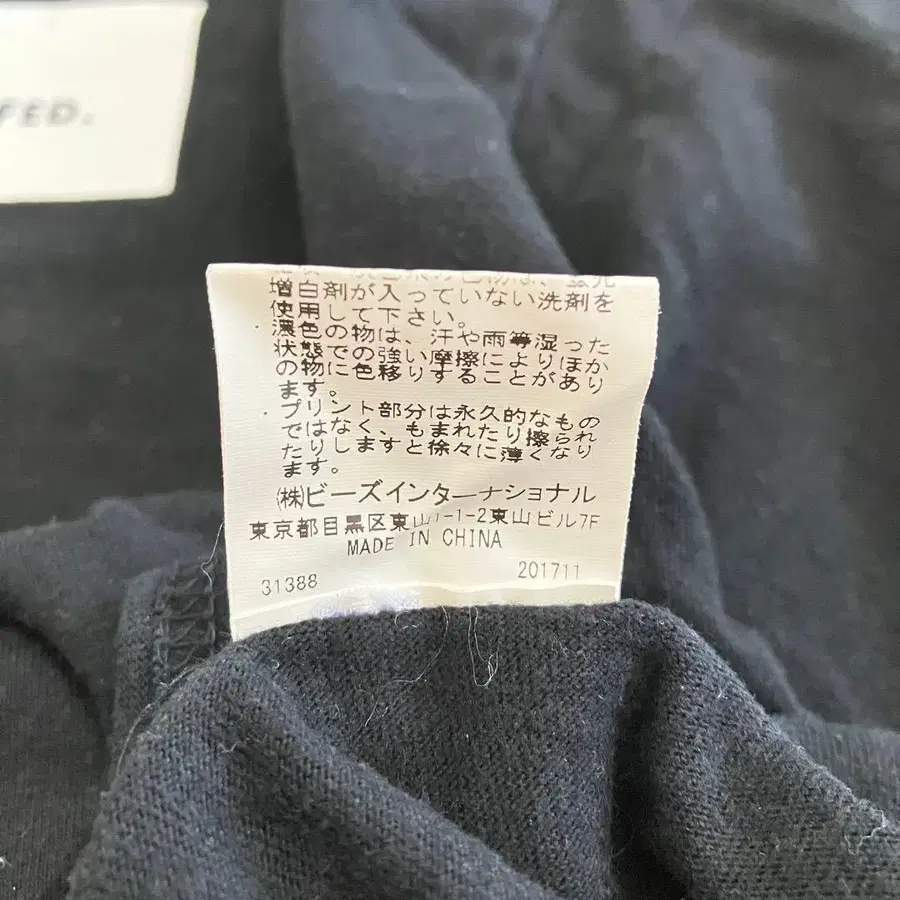 FED.
増白剤が入っていない洗剤を
使用して下さい。
濃色の物は、汗や雨等湿った
状態での強い摩擦によりほか
の物に色移りすることがあり
ます。
プリント部分は永久的なもの
ではなく、もまれたり擦られ
たりしますと徐々に薄くなり
ます。
㈱ビーズインターナショナル
東京都目黒区東山1-1-2東山ビル7F
MADE IN CHINA
31388 201711